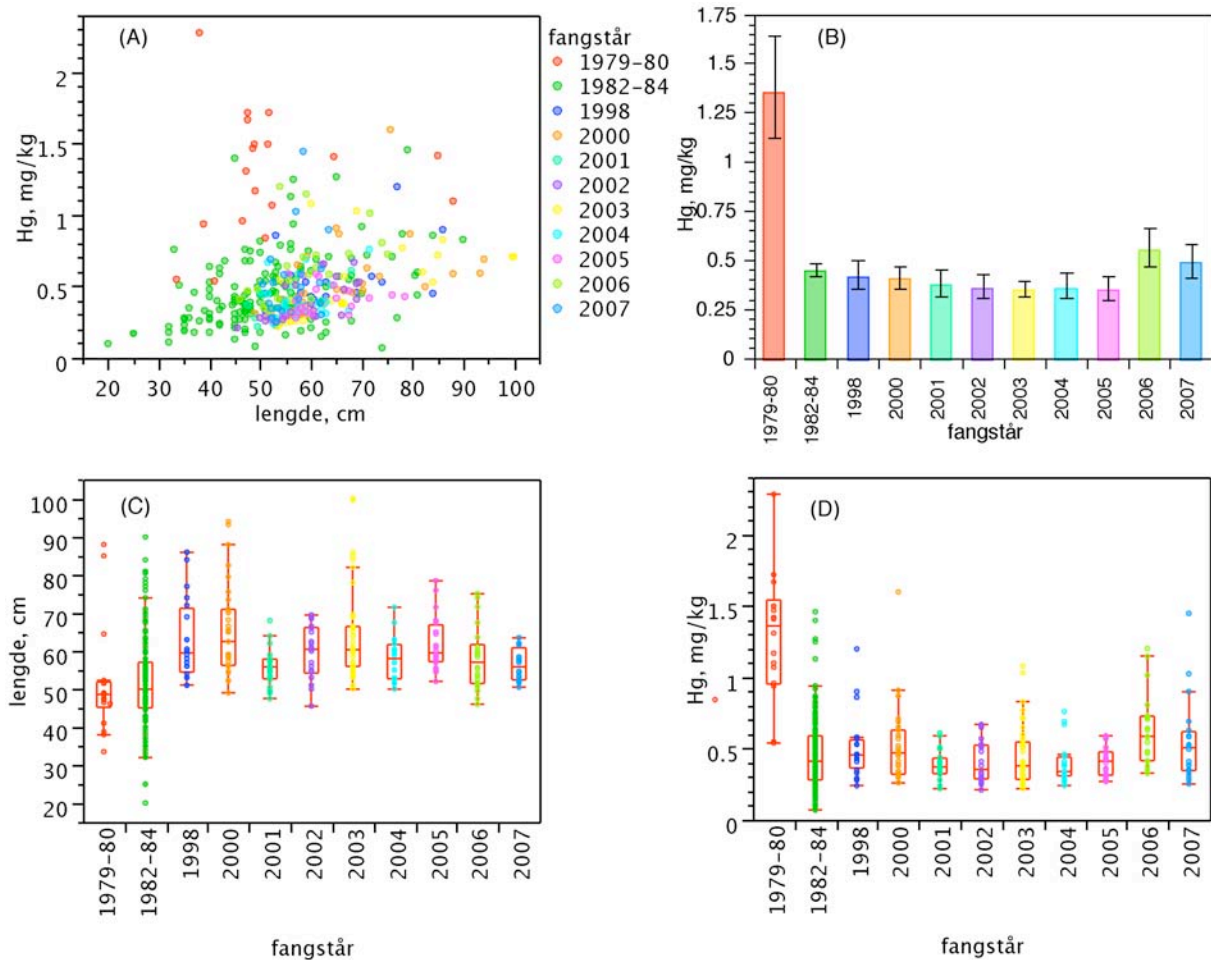 (A)
Hg, mg/kg
2
1.5
1
0.5
0
20 30 40 50 60 70 80 90 100
lengde, cm
fangstår
1979-80
1982-84
1998
2000
2001
2002
2003
2004
2005
2006
2007
(B)
Hg, mg/kg
1.75
1.5
1.25
1
0.75
0.5
0.25
0
1979-80 1982-84 1998 2000 2001 2002 2003 2004 2005 2006 2007
fangstår
(C)
lengde, cm
100
90
80
70
60
50
40
30
20
1979-80 1982-84 1998 2000 2001 2002 2003 2004 2005 2006 2007
fangstår
(D)
Hg, mg/kg
2
1.5
1
0.5
0
1979-80 1982-84 1998 2000 2001 2002 2003 2004 2005 2006 2007
fangstår